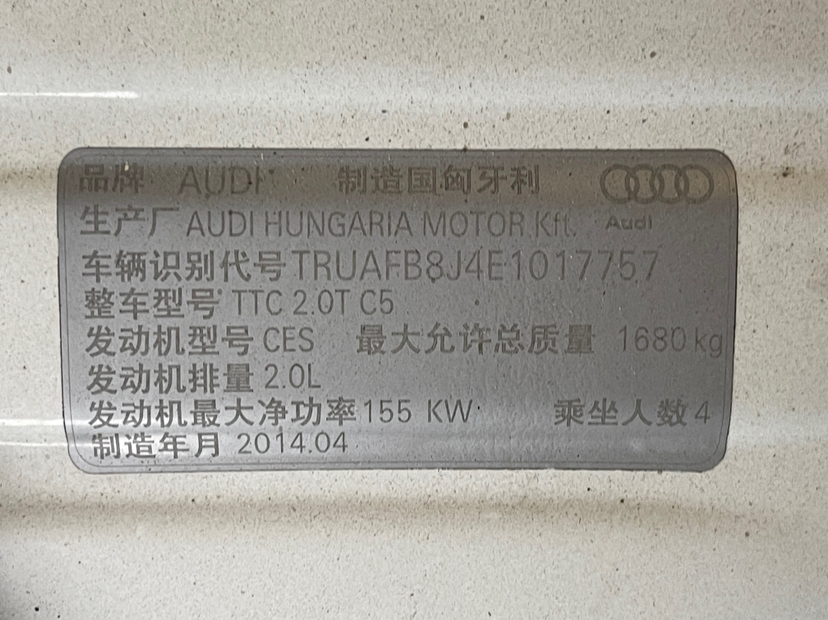 品牌 AUDI 制造国匈牙利
生产厂 AUDI HUNGARIA MOTOR Kft. Audi
车辆识别代号TRUAFB8J4E1017757
整车型号 TTC 2.0T C5
发动机型号 CES 最大允许总质量 1680 kg
发动机排量 2.0L
发动机最大净功率155 KW 乘坐人数4
制造年月 2014.04